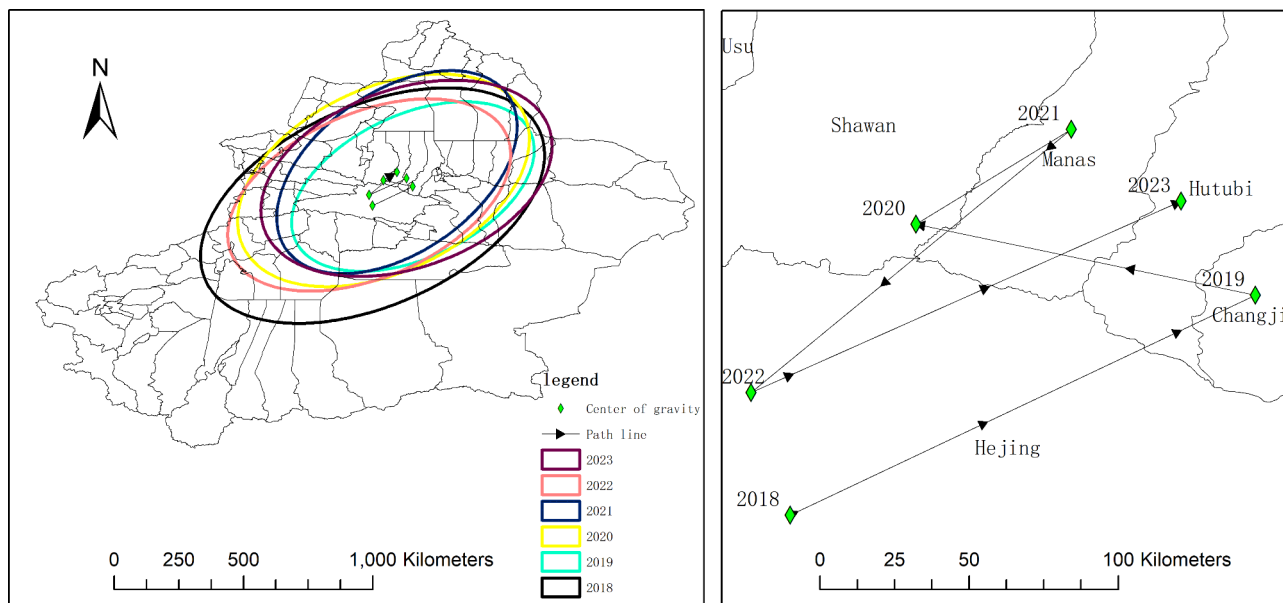 N
legend
Center of gravity
Path line
2023
2022
2021
2020
2019
2018
0 250 500 1,000 Kilometers
Usu
2021
Shawan
Manas
2023
Hutubi
2020
2019
Changji
2022
Hejing
2018
0 25 50 100 Kilometers